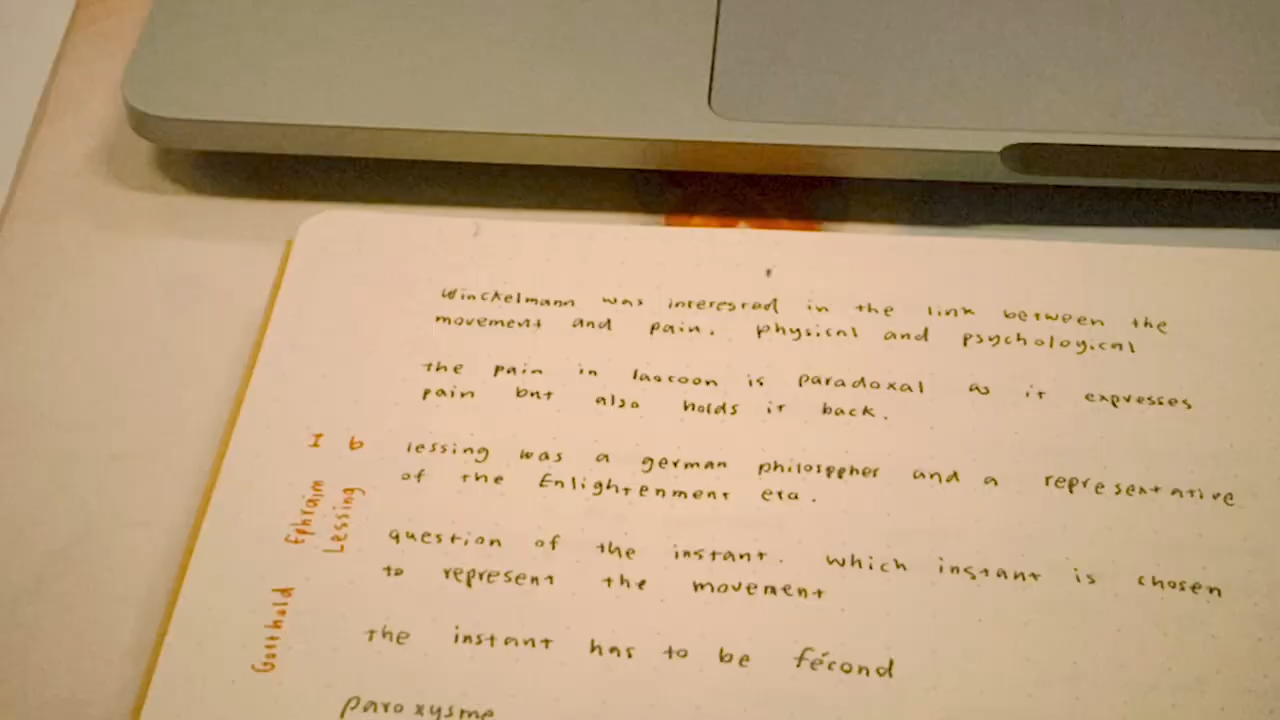 Winckelmann was interested in the link between the
movement and pain. physical and psychological
the pain in laocoon is paradoxal as it expresses
pain but also holds it back.
I b
lessing was a german philospher and a representative
of the Enlightenment era.
Gotthold Ephraim
Lessing
question of the instant. which instant is chosen
to represent the movement
the instant has to be fécond
paroxysme